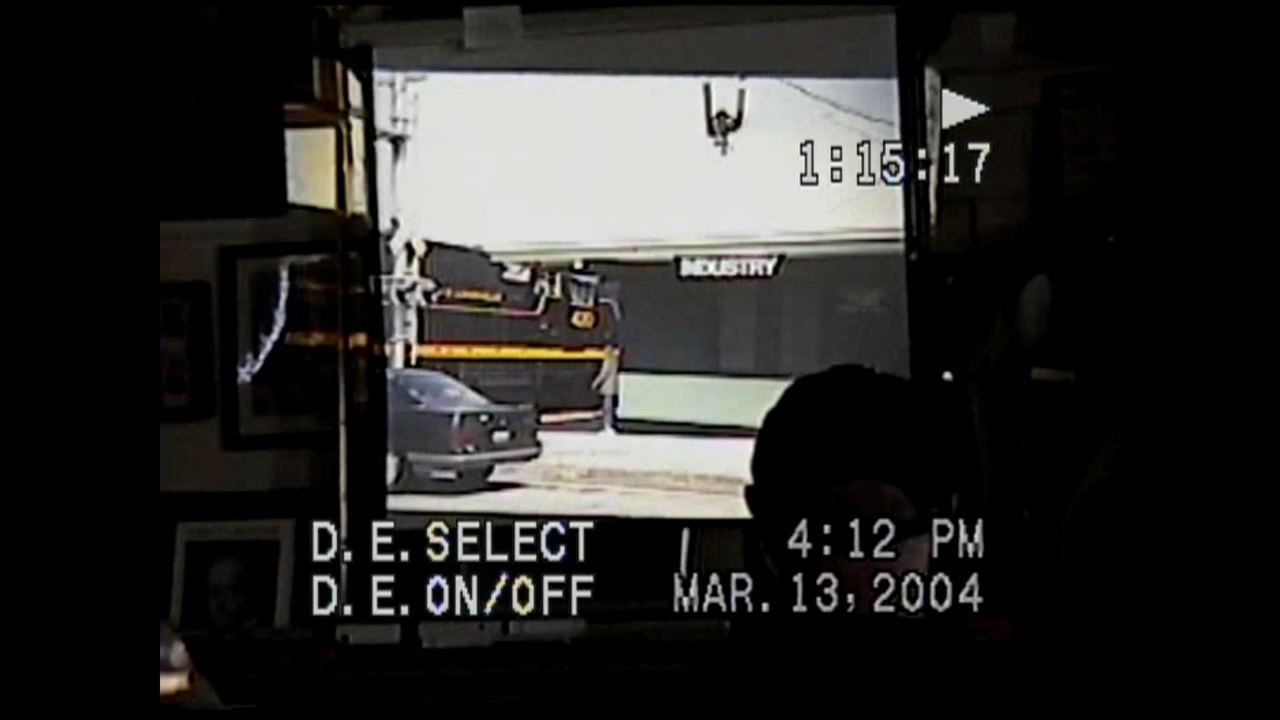 1:15:17
INDUSTRY
D.E.SELECT
4:12 PM
D.E.ON/OFF
MAR.13,2004